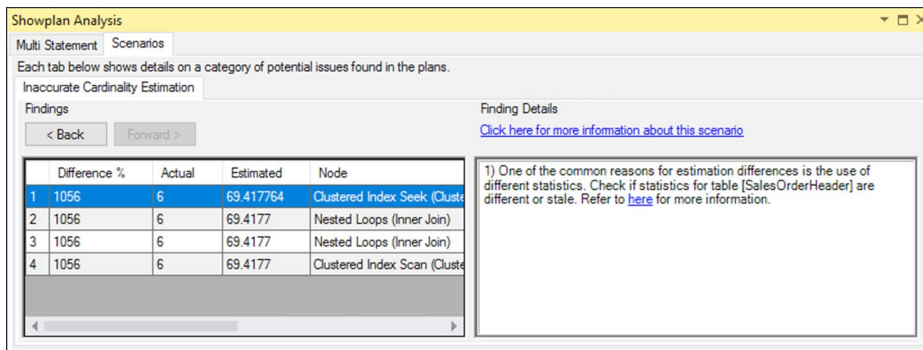 Showplan Analysis
Multi Statement Scenarios
Each tab below shows details on a category of potential issues found in the plans.
Inaccurate Cardinality Estimation
Findings
< Back Forward >
Difference % Actual Estimated Node
1 1056 6 69.417764 Clustered Index Seek (Cluste
2 1056 6 69.4177 Nested Loops (Inner Join)
3 1056 6 69.4177 Nested Loops (Inner Join)
4 1056 6 69.4177 Clustered Index Scan (Cluste
Finding Details
Click here for more information about this scenario
1) One of the common reasons for estimation differences is the use of
different statistics. Check if statistics for table [SalesOrderHeader] are
different or stale. Refer to here for more information.